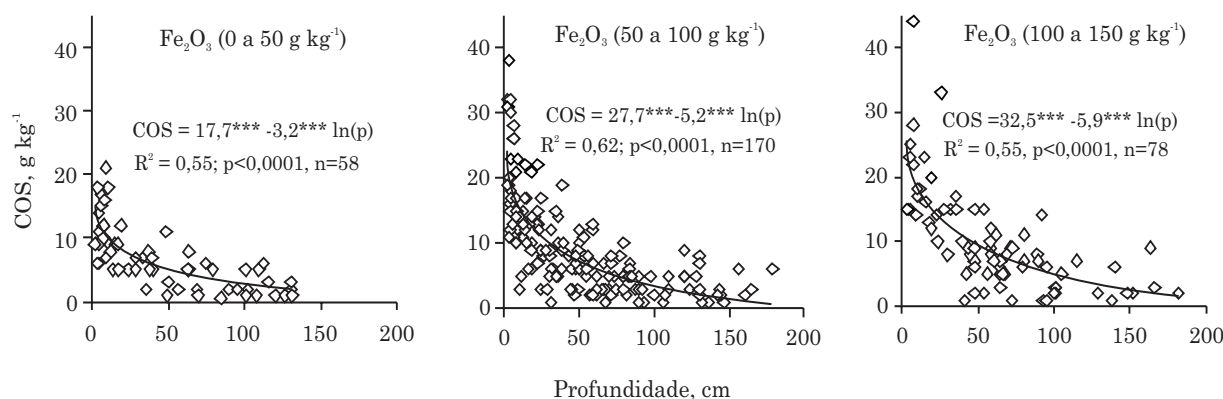 Fe₂O₃ (0 a 50 g kg⁻¹)
COS = 17,7*** -3,2*** ln(p)
R² = 0,55; p<0,0001, n=58
COS, g kg⁻¹
40
30
20
10
0
0 50 100 150 200
Fe₂O₃ (50 a 100 g kg⁻¹)
COS = 27,7***-5,2*** ln(p)
R² = 0,62; p<0,0001, n=170
40
30
20
10
0
0 50 100 150 200
Fe₂O₃ (100 a 150 g kg⁻¹)
COS =32,5*** -5,9*** ln(p)
R² = 0,55, p<0,0001, n=78
40
30
20
10
0
0 50 100 150 200
Profundidade, cm